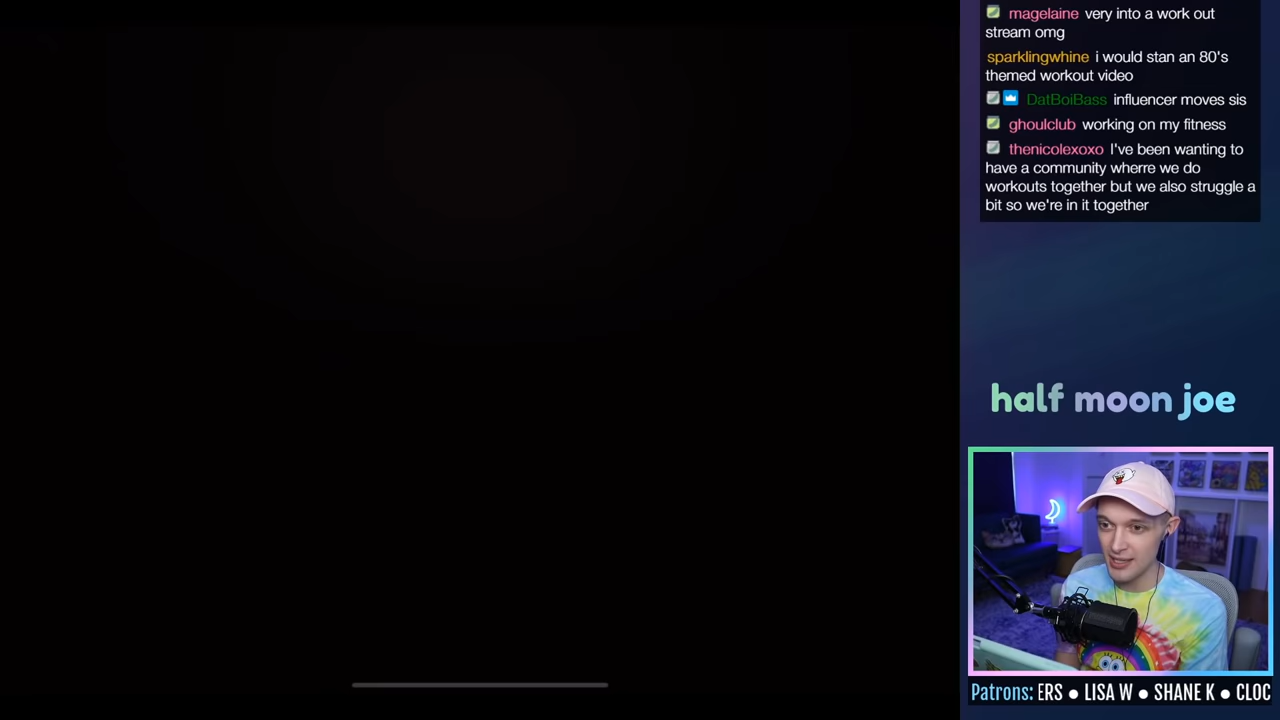 magelaine very into a work out
stream omg
sparklingwhine i would stan an 80's
themed workout video
DatBoiBass influencer moves sis
ghoulclub working on my fitness
thenicolexoxo I've been wanting to
have a community wherre we do
workouts together but we also struggle a
bit so we're in it together
half moon joe
Patrons: ERS ● LISA W ● SHANE K ● CLOC